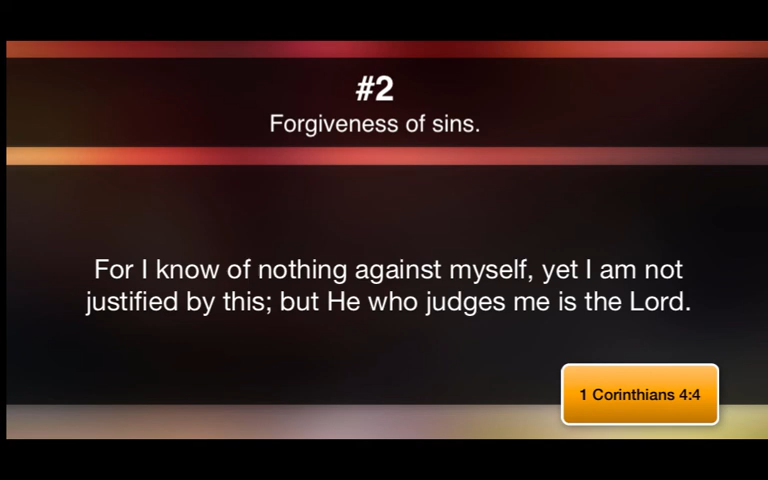 #2
Forgiveness of sins.
For I know of nothing against myself, yet I am not
justified by this; but He who judges me is the Lord.
1 Corinthians 4:4